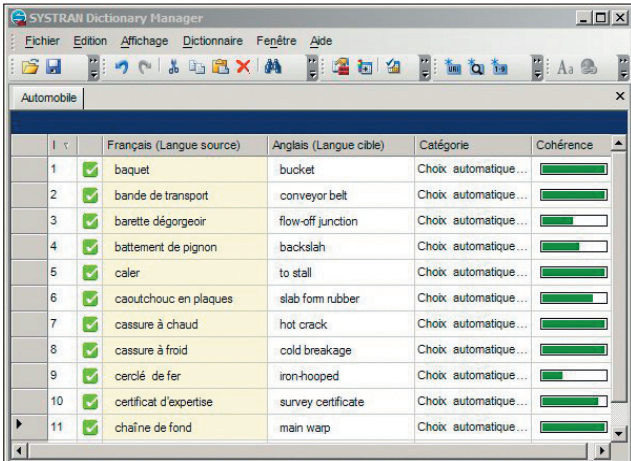 SYSTRAN Dictionary Manager
Fichier Edition Affichage Dictionnaire Fenêtre Aide
URI Aa
Automobile
I Français (Langue source) Anglais (Langue cible) Catégorie Cohérence
1 baquet bucket Choix automatique...
2 bande de transport conveyor belt Choix automatique...
3 barette dégorgeoir flow-off junction Choix automatique...
4 battement de pignon backslah Choix automatique...
5 caler to stall Choix automatique...
6 caoutchouc en plaques slab form rubber Choix automatique...
7 cassure à chaud hot crack Choix automatique...
8 cassure à froid cold breakage Choix automatique...
9 cerclé de fer iron-hooped Choix automatique...
10 certificat d'expertise survey certificate Choix automatique...
11 chaîne de fond main warp Choix automatique...